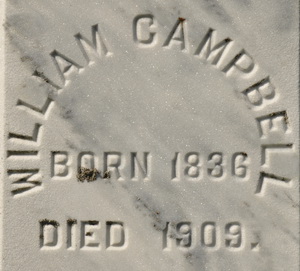 WILLIAM CAMPBELL
BORN 1836
DIED 1909.